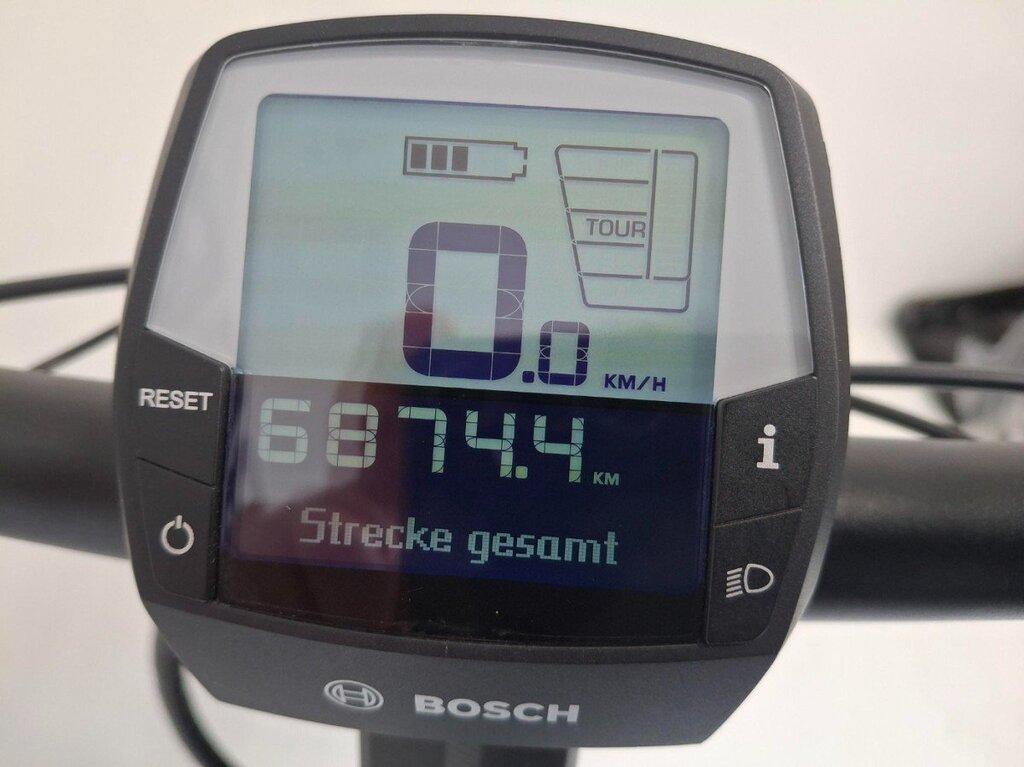 TOUR
0.0 KM/H
RESET
6874.4 KM
i
Strecke gesamt
BOSCH